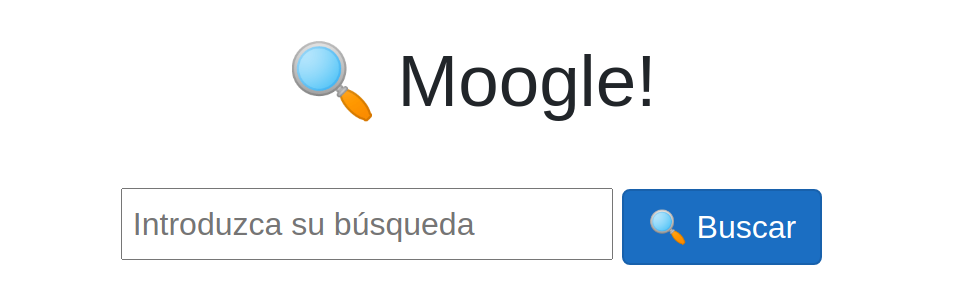 🔍 Moogle!
Introduzca su búsqueda
🔍 Buscar